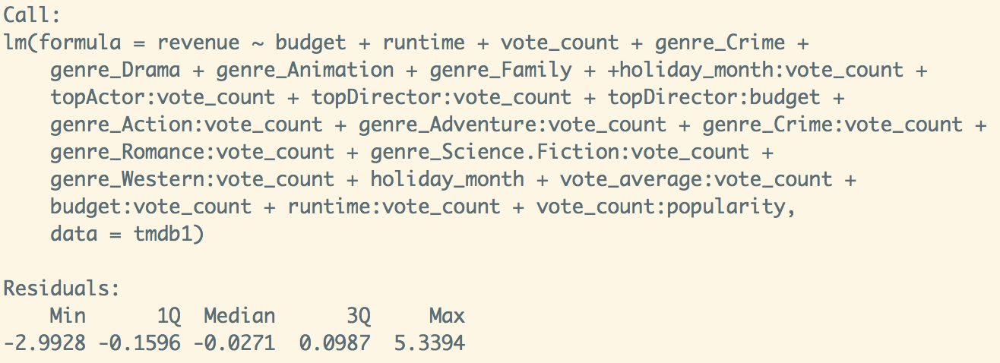 Call:
lm(formula = revenue ~ budget + runtime + vote_count + genre_Crime +
    genre_Drama + genre_Animation + genre_Family + +holiday_month:vote_count +
    topActor:vote_count + topDirector:vote_count + topDirector:budget +
    genre_Action:vote_count + genre_Adventure:vote_count + genre_Crime:vote_count +
    genre_Romance:vote_count + genre_Science.Fiction:vote_count +
    genre_Western:vote_count + holiday_month + vote_average:vote_count +
    budget:vote_count + runtime:vote_count + vote_count:popularity,
    data = tmdb1)

Residuals:
    Min      1Q  Median      3Q     Max
-2.9928 -0.1596 -0.0271  0.0987  5.3394